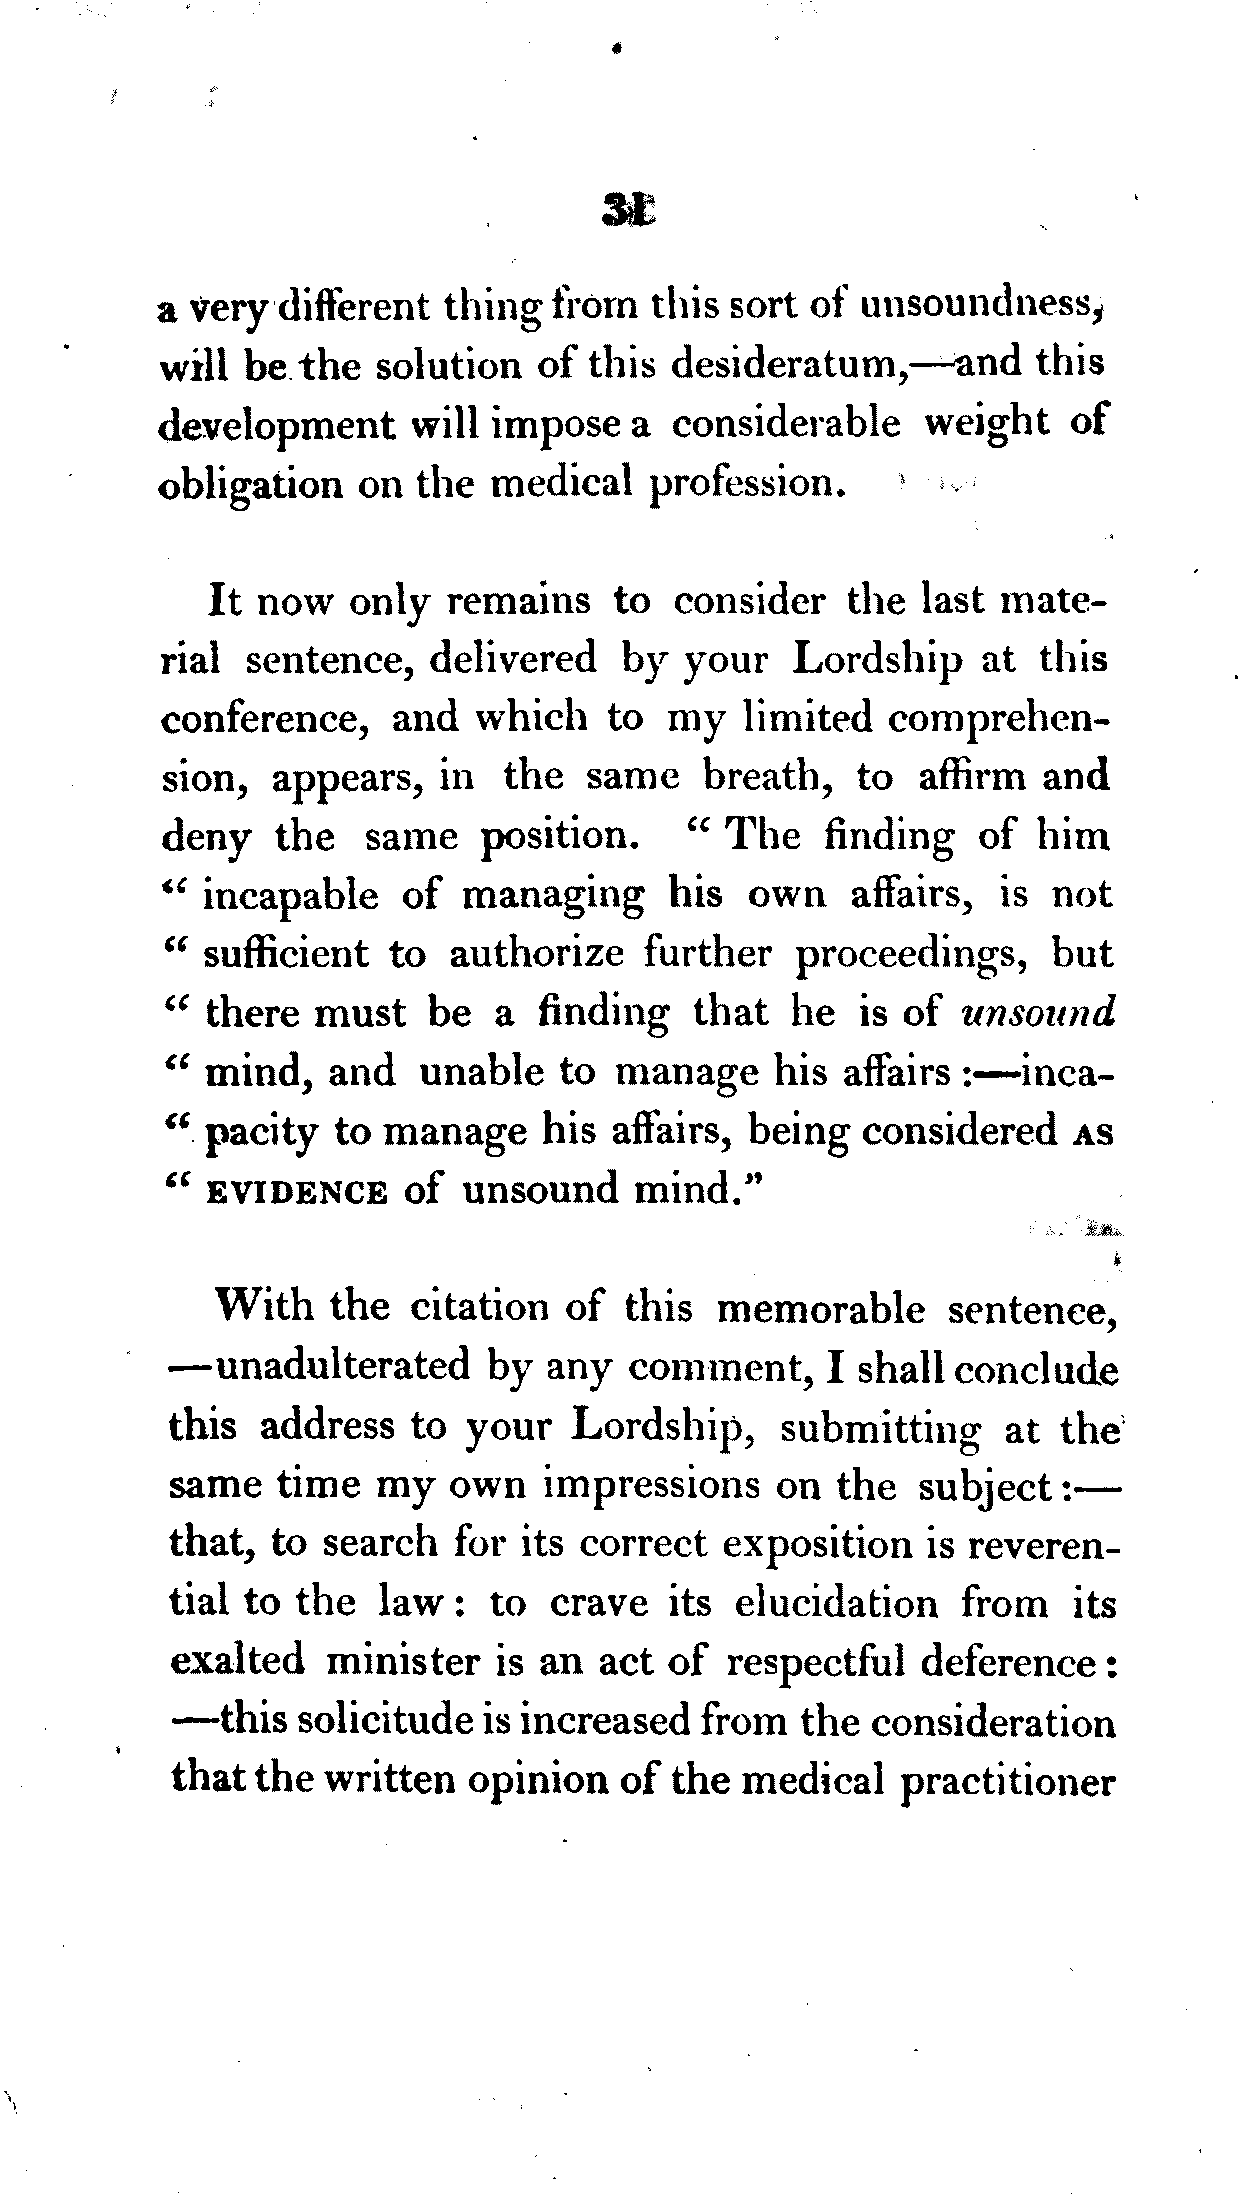 31
a very different thing from this sort of unsoundness,
will be the solution of this desideratum,—and this
development will impose a considerable weight of
obligation on the medical profession.
It now only remains to consider the last mate-
rial sentence, delivered by your Lordship at this
conference, and which to my limited comprehen-
sion, appears, in the same breath, to affirm and
deny the same position. “ The finding of him
“ incapable of managing his own affairs, is not
“ sufficient to authorize further proceedings, but
“ there must be a finding that he is of unsound
“ mind, and unable to manage his affairs :—inca-
“ pacity to manage his affairs, being considered AS
“ EVIDENCE of unsound mind.”
With the citation of this memorable sentence,
—unadulterated by any comment, I shall conclude
this address to your Lordship, submitting at the
same time my own impressions on the subject :—
that, to search for its correct exposition is reveren-
tial to the law : to crave its elucidation from its
exalted minister is an act of respectful deference :
—this solicitude is increased from the consideration
that the written opinion of the medical practitioner